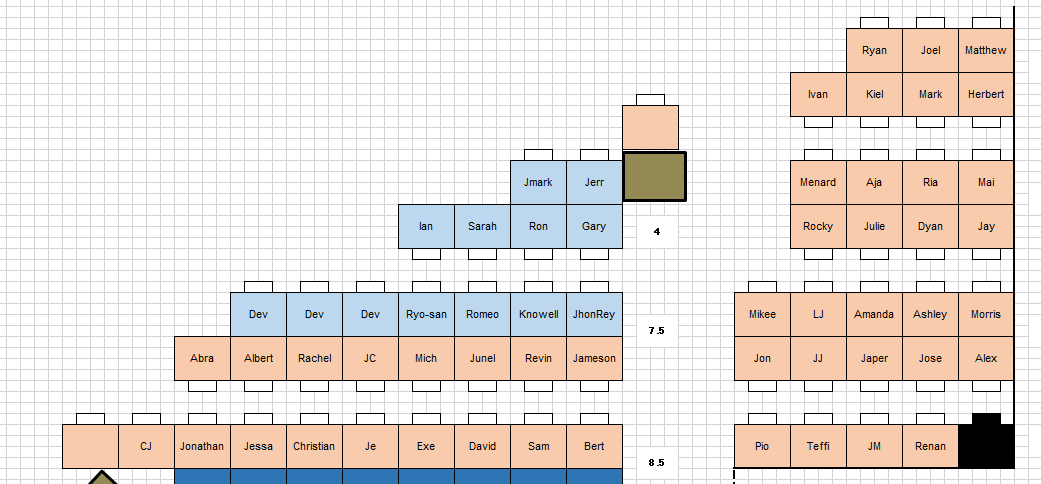 Ryan Joel Matthew
Ivan Kiel Mark Herbert
Jmark Jerr Menard Aja Ria Mai
Ian Sarah Ron Gary 4 Rocky Julie Dyan Jay
Dev Dev Dev Ryo-san Romeo Knowell JhonRey Mikee LJ Amanda Ashley Morris
7.5
Abra Albert Rachel JC Mich Junel Revin Jameson Jon JJ Japer Jose Alex
CJ Jonathan Jessa Christian Je Exe David Sam Bert Pio Teffi JM Renan
8.5